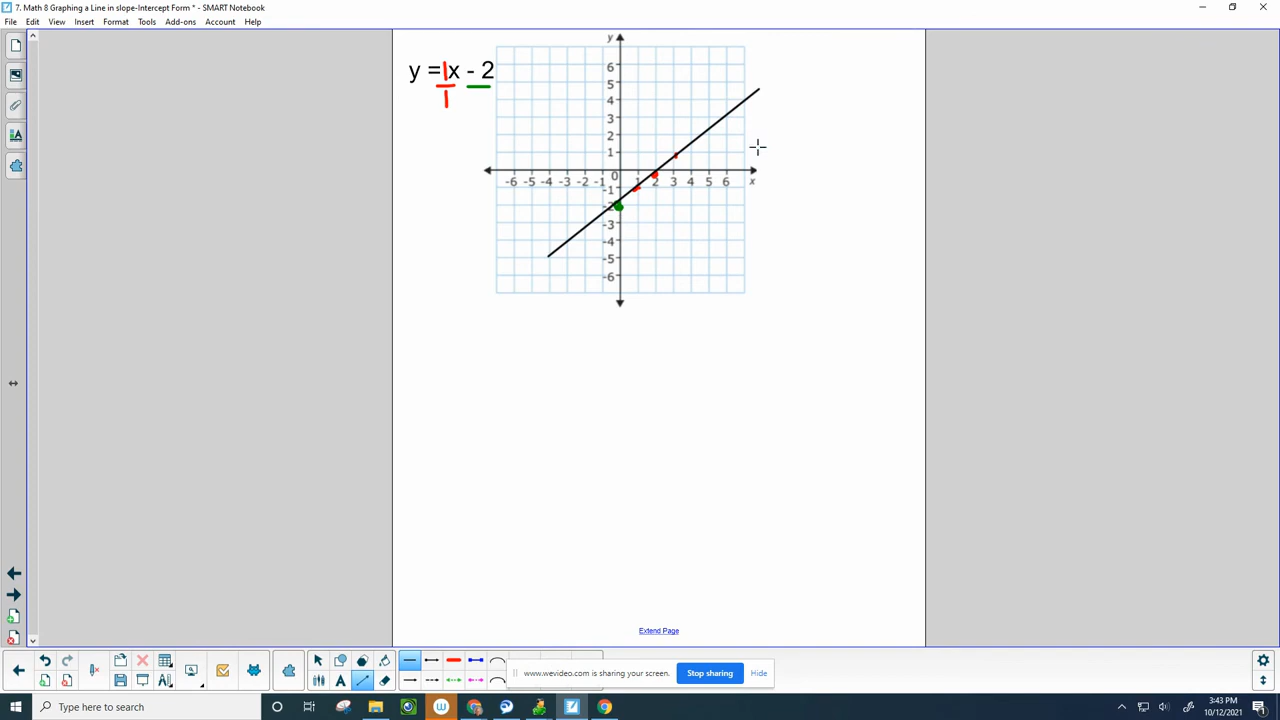 7. Math 8 Graphing a Line in slope-Intercept Form * - SMART Notebook
File Edit View Insert Format Tools Add-ons Account Help
y = 1x - 2
1
y
6
5
4
3
2
1
0
-6 -5 -4 -3 -2 -1 1 2 3 4 5 6 x
-1
-2
-3
-4
-5
-6
Extend Page
www.wevideo.com is sharing your screen. Stop sharing Hide
Type here to search
3:43 PM
10/12/2021